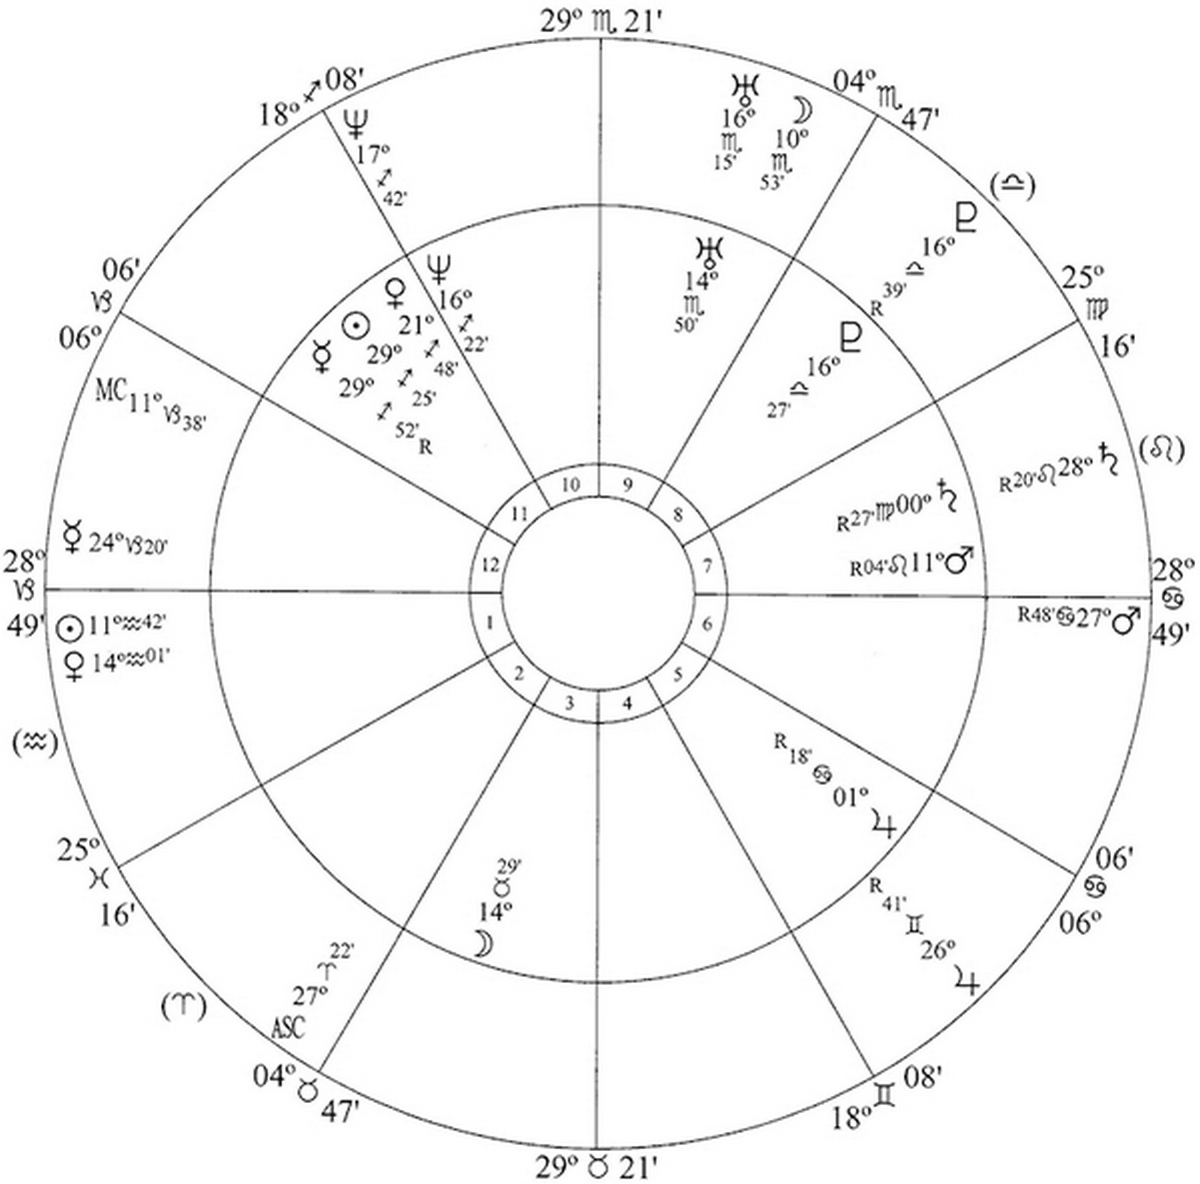 29° ♏ 21'
04° ♏ 47'
(♎)
25° ♍ 16'
(♌)
28° ♋ 49'
06' ♋ 06°
18° ♊ 08'
29° ♉ 21'
04° ♉ 47'
(♈)
25° ♓ 16'
(♒)
28° ♑ 49'
06' ♑ 06°
18° ♐ 08'
♅ 16° ♏ 15'
☽ 10° ♏ 53'
♇ 16° ♎ 39' R
R 20' ♌ 28° ♄
R 48' ♋ 27° ♂
R 41' ♊ 26° ♃
ASC 27° ♈ 22'
♀ 14° ♒ 01'
☉ 11° ♒ 42'
☿ 24° ♑ 20'
MC 11° ♑ 38'
♆ 17° ♐ 42'
♆ 16° ♐ 22'
♀ 21° ♐ 48'
☉ 29° ♐ 25'
☿ 29° ♐ 52' R
♅ 14° ♏ 50'
♇ 16° ♎ 27'
R 27' ♍ 00° ♄
R 04' ♌ 11° ♂
R 18' ♋ 01° ♃
29' ♉ 14° ☽
1
2
3
4
5
6
7
8
9
10
11
12